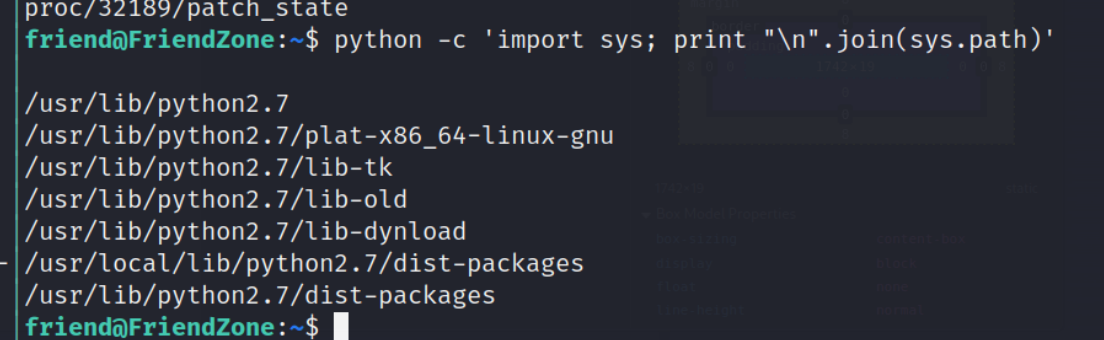 proc/32189/patch_state
friend@FriendZone:~$ python -c 'import sys; print "\n".join(sys.path)'
/usr/lib/python2.7
/usr/lib/python2.7/plat-x86_64-linux-gnu
/usr/lib/python2.7/lib-tk
/usr/lib/python2.7/lib-old
/usr/lib/python2.7/lib-dynload
/usr/local/lib/python2.7/dist-packages
/usr/lib/python2.7/dist-packages
friend@FriendZone:~$